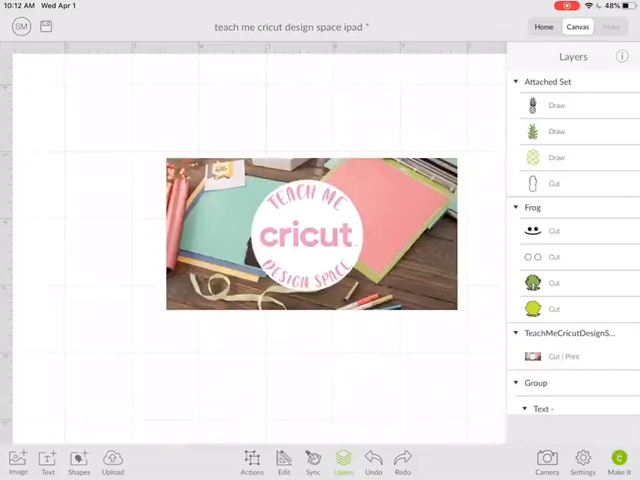 10:12 AM Wed Apr 1
48%
SM
teach me cricut design space ipad *
Home
Canvas
Make
Layers
Attached Set
Draw
Draw
Draw
Cut
Frog
Cut
Cut
Cut
Cut
TeachMeCricutDesignS...
Cut | Print
Group
Text -
TEACH ME
cricut
DESIGN SPACE
Image
Text
Shapes
Upload
Actions
Edit
Sync
Layers
Undo
Redo
Camera
Settings
Make It